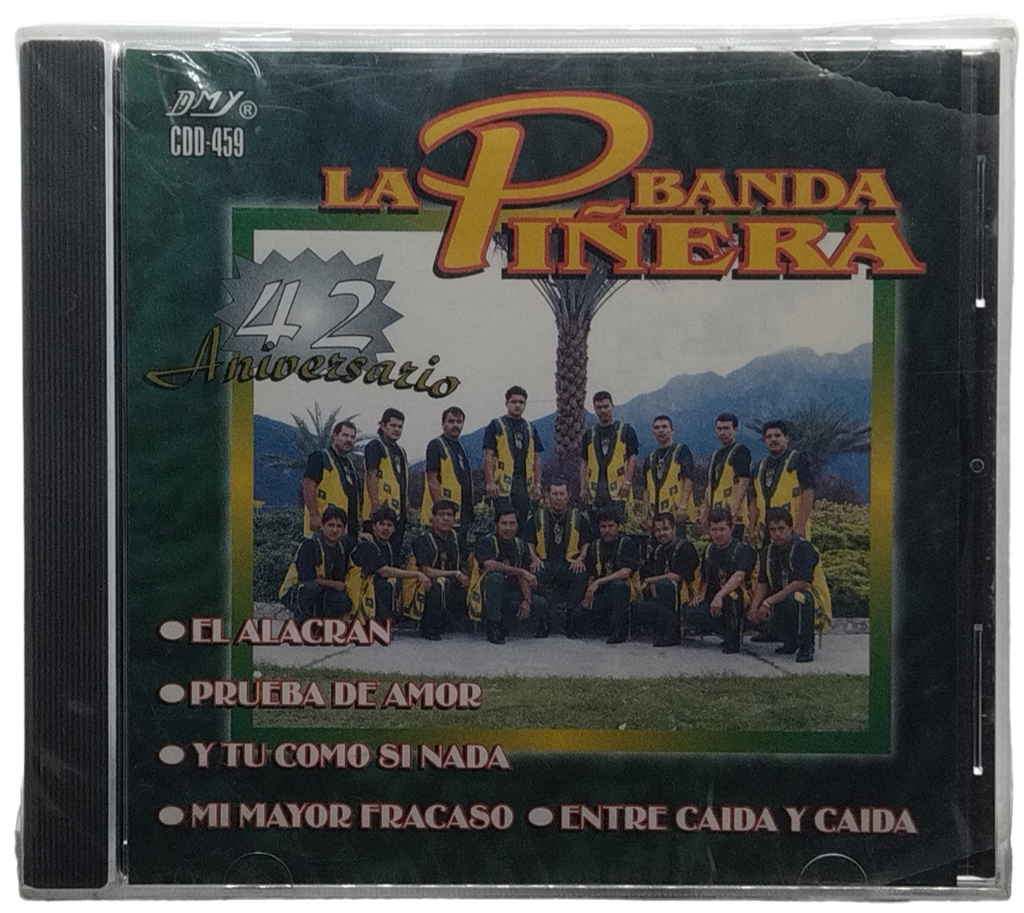 DMY®
CDD-459
LA BANDA
PIÑERA
42
Aniversario
• EL ALACRAN
• PRUEBA DE AMOR
• Y TU COMO SI NADA
• MI MAYOR FRACASO • ENTRE CAIDA Y CAIDA